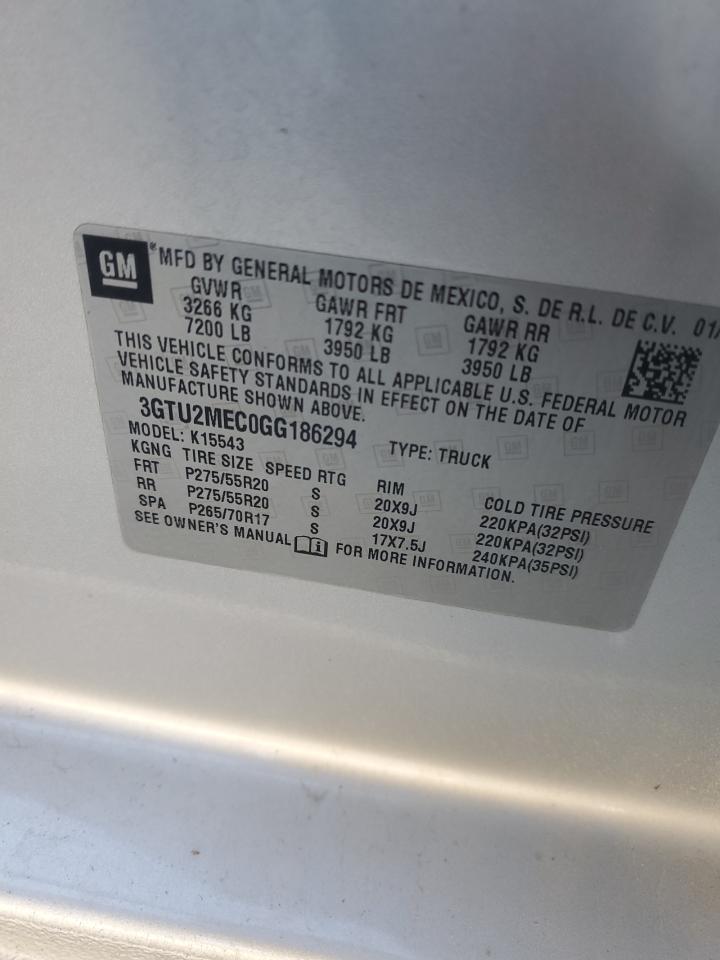 GM
*MFD BY GENERAL MOTORS DE MEXICO, S. DE R.L. DE C.V. 01/
GVWR GAWR FRT GAWR RR
3266 KG 1792 KG 1792 KG
7200 LB 3950 LB 3950 LB
THIS VEHICLE CONFORMS TO ALL APPLICABLE U.S. FEDERAL MOTOR
VEHICLE SAFETY STANDARDS IN EFFECT ON THE DATE OF
MANUFACTURE SHOWN ABOVE.
3GTU2MEC0GG186294 TYPE: TRUCK
MODEL: K15543
KGNG TIRE SIZE SPEED RTG RIM COLD TIRE PRESSURE
FRT P275/55R20 S 20X9J 220KPA(32PSI)
RR P275/55R20 S 20X9J 220KPA(32PSI)
SPA P265/70R17 S 17X7.5J 240KPA(35PSI)
SEE OWNER'S MANUAL FOR MORE INFORMATION.